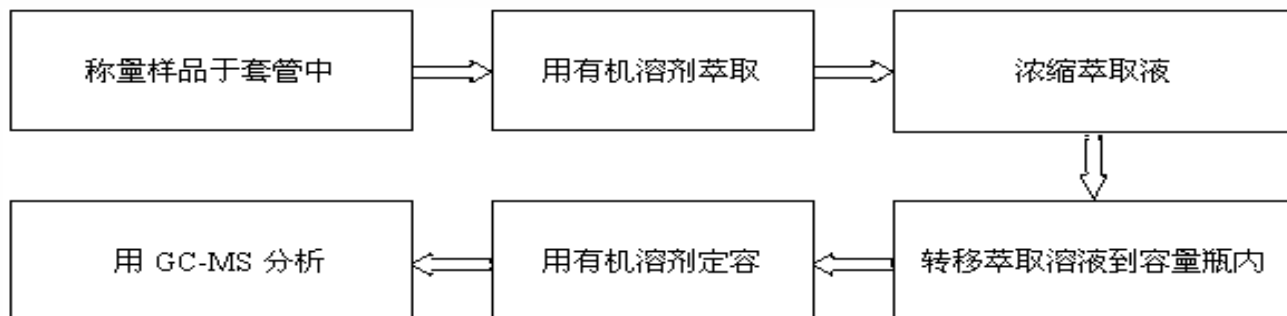 称量样品于套管中
用有机溶剂萃取
浓缩萃取液
转移萃取溶液到容量瓶内
用有机溶剂定容
用 GC-MS 分析